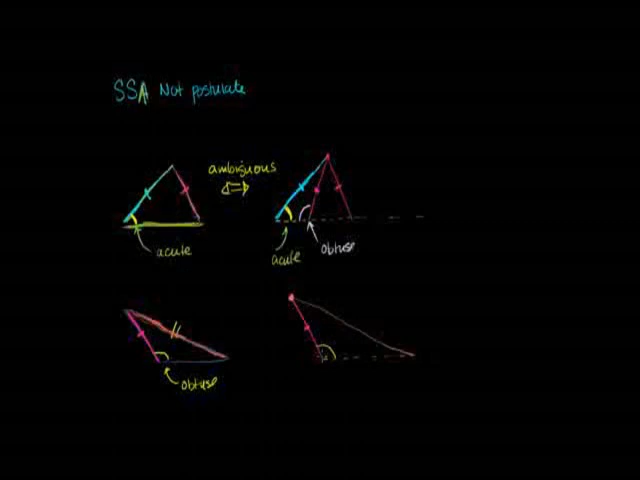 SSA Not postulate
ambiguous
acute
acute
obtuse
obtuse